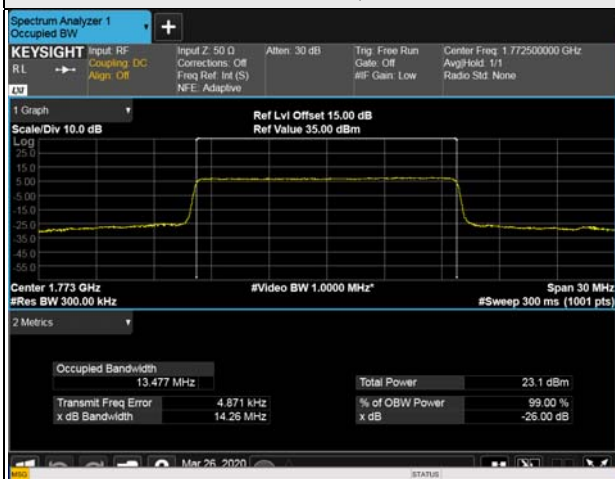 Spectrum Analyzer 1
Occupied BW
+
KEYSIGHT Input: RF Input Z: 50 Ω Atten: 30 dB Trig: Free Run Center Freq: 1.772500000 GHz
RL Coupling: DC Corrections: Off Gate: Off Avg|Hold: 1/1
Align: Off Freq Ref: Int (S) #IF Gain: Low Radio Std: None
LXI NFE: Adaptive
1 Graph
Ref Lvl Offset 15.00 dB
Scale/Div 10.0 dB Ref Value 35.00 dBm
Log
25.0
15.0
5.00
-5.00
-15.0
-25.0
-35.0
-45.0
-55.0
Center 1.773 GHz #Video BW 1.0000 MHz* Span 30 MHz
#Res BW 300.00 kHz #Sweep 300 ms (1001 pts)
2 Metrics
Occupied Bandwidth
13.477 MHz Total Power 23.1 dBm
Transmit Freq Error 4.871 kHz % of OBW Power 99.00 %
x dB Bandwidth 14.26 MHz x dB -26.00 dB
Mar 26, 2020
MSG STATUS